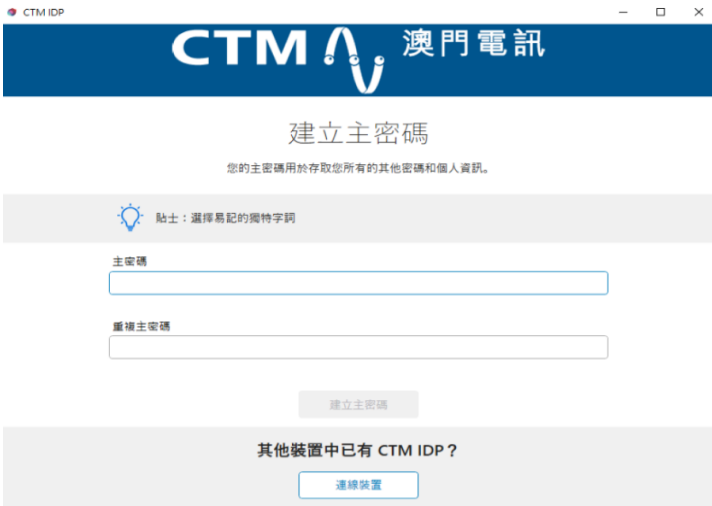 CTM IDP
CTM 澳門電訊
建立主密碼
您的主密碼用於存取您所有的其他密碼和個人資訊。
貼士：選擇易記的獨特字詞
主密碼
重複主密碼
建立主密碼
其他裝置中已有 CTM IDP？
連線裝置